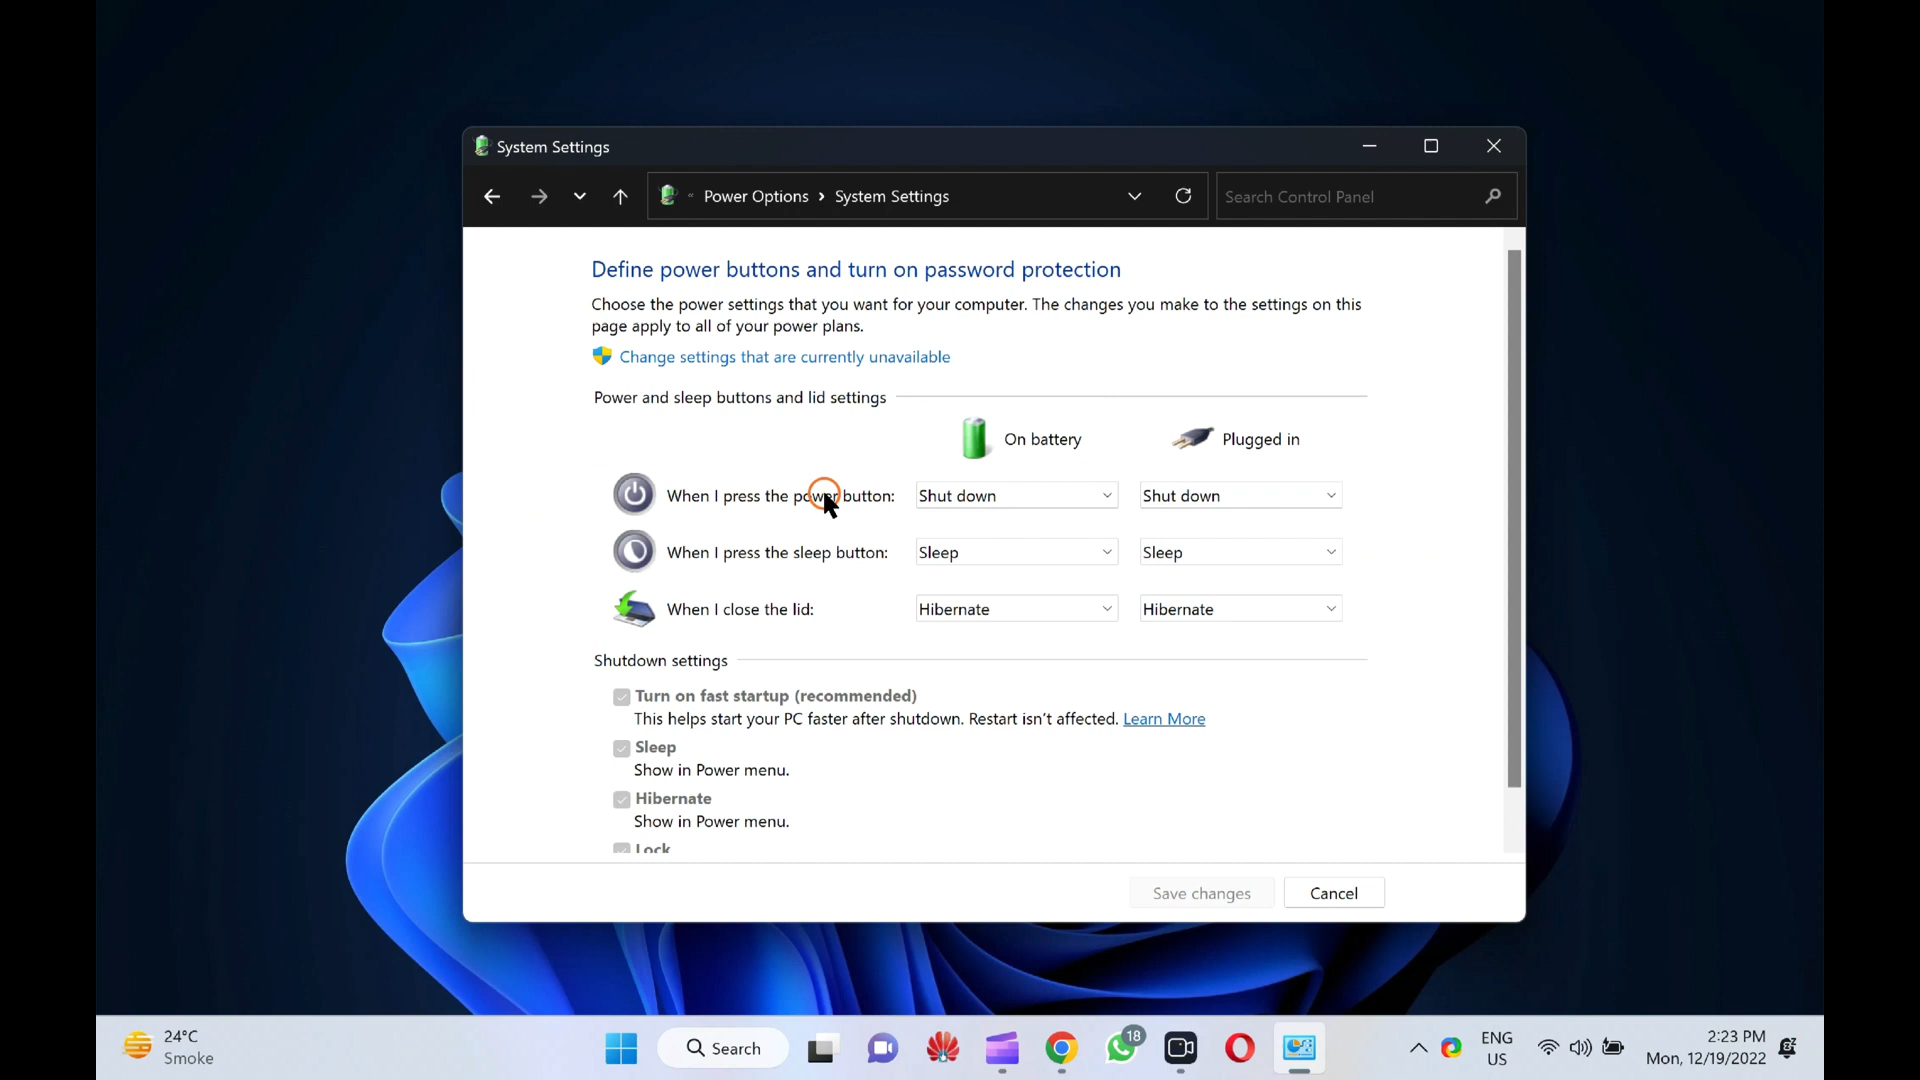 System Settings
« Power Options › System Settings
Search Control Panel
Define power buttons and turn on password protection
Choose the power settings that you want for your computer. The changes you make to the settings on this
page apply to all of your power plans.
Change settings that are currently unavailable
Power and sleep buttons and lid settings
On battery Plugged in
When I press the power button: Shut down Shut down
When I press the sleep button: Sleep Sleep
When I close the lid: Hibernate Hibernate
Shutdown settings
Turn on fast startup (recommended)
This helps start your PC faster after shutdown. Restart isn't affected. Learn More
Sleep
Show in Power menu.
Hibernate
Show in Power menu.
Lock
Save changes Cancel
24°C
Smoke
Search
18
ENG
US
2:23 PM
Mon, 12/19/2022